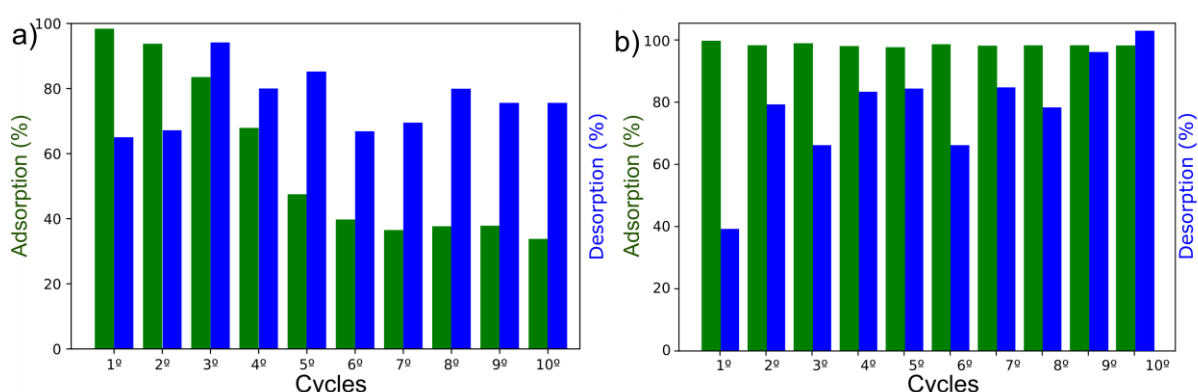 a)
100
80
60
40
20
0
Adsorption (%)
Desorption (%)
1º 2º 3º 4º 5º 6º 7º 8º 9º 10º
Cycles
b)
100
80
60
40
20
0
Adsorption (%)
Desorption (%)
1º 2º 3º 4º 5º 6º 7º 8º 9º 10º
Cycles